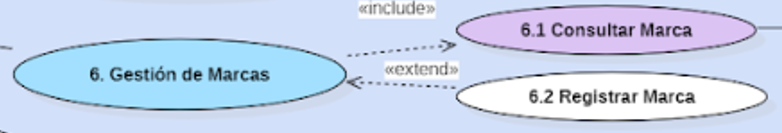 «include»
6.1 Consultar Marca
6. Gestión de Marcas
«extend»
6.2 Registrar Marca